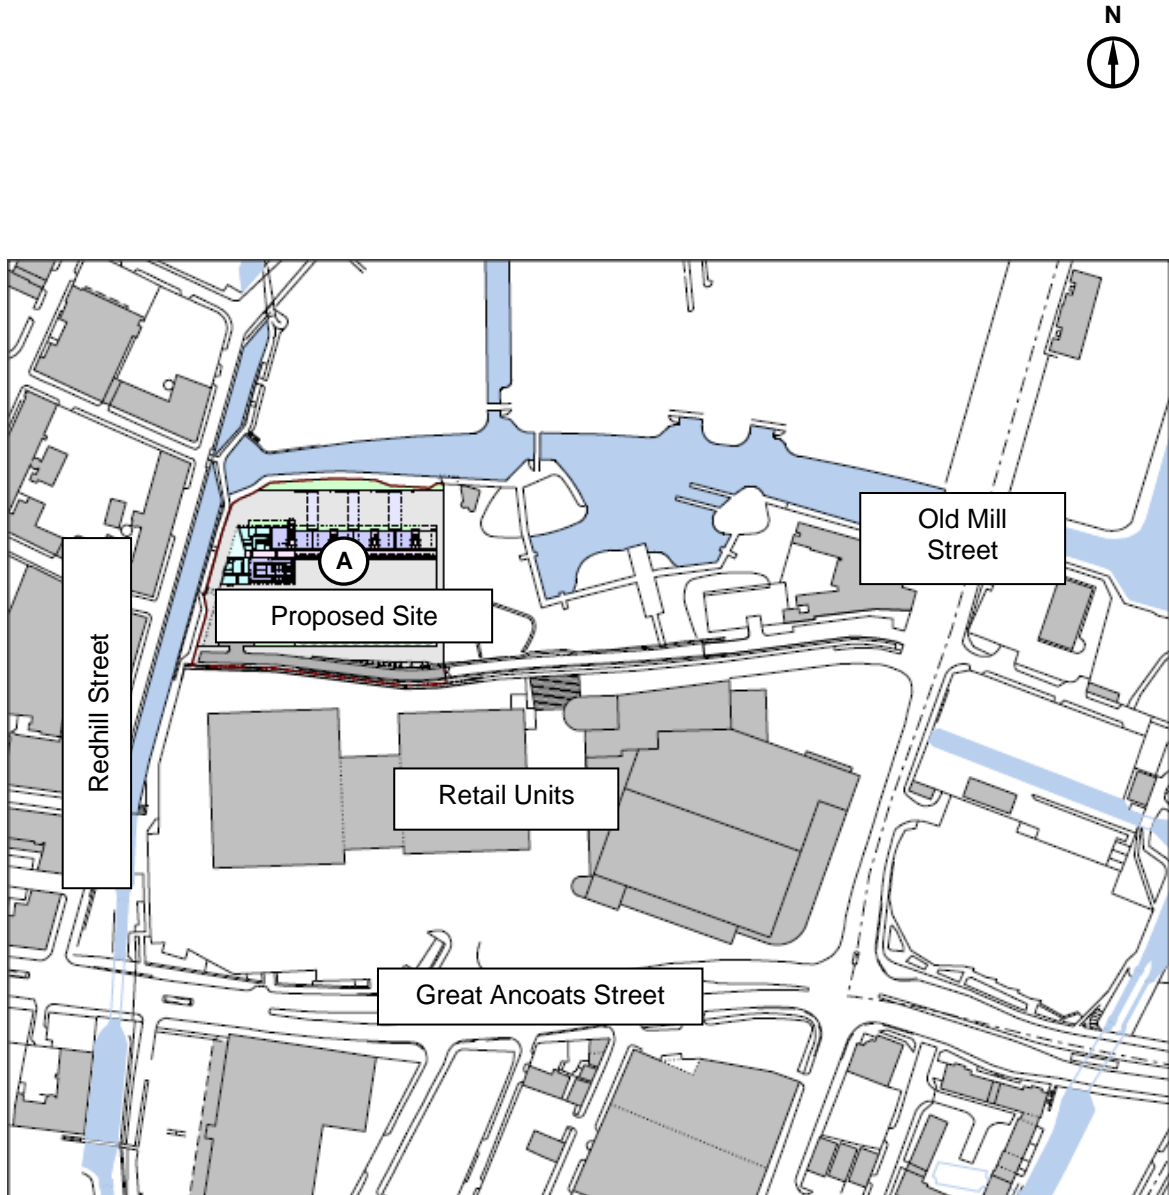 N
Old Mill
Street
A
Proposed Site
Redhill Street
Retail Units
Great Ancoats Street